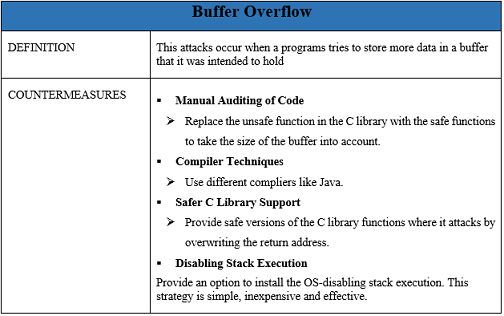 Buffer Overflow
DEFINITION
This attacks occur when a programs tries to store more data in a buffer
that it was intended to hold
COUNTERMEASURES
▪ Manual Auditing of Code
➤ Replace the unsafe function in the C library with the safe functions
to take the size of the buffer into account.
▪ Compiler Techniques
➤ Use different compliers like Java.
▪ Safer C Library Support
➤ Provide safe versions of the C library functions where it attacks by
overwriting the return address.
▪ Disabling Stack Execution
Provide an option to install the OS-disabling stack execution. This
strategy is simple, inexpensive and effective.